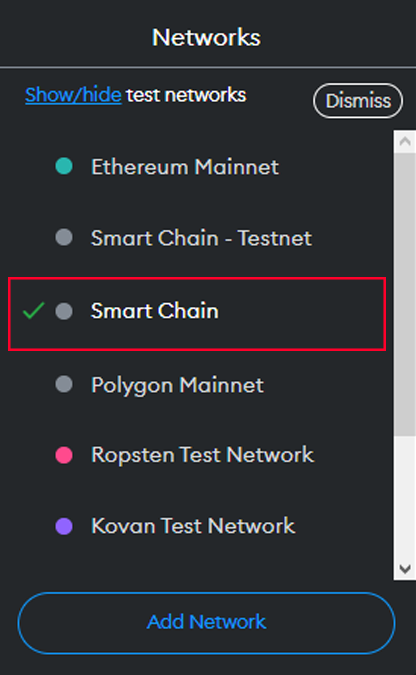 Networks
Show/hide test networks
Dismiss
Ethereum Mainnet
Smart Chain - Testnet
Smart Chain
Polygon Mainnet
Ropsten Test Network
Kovan Test Network
Add Network